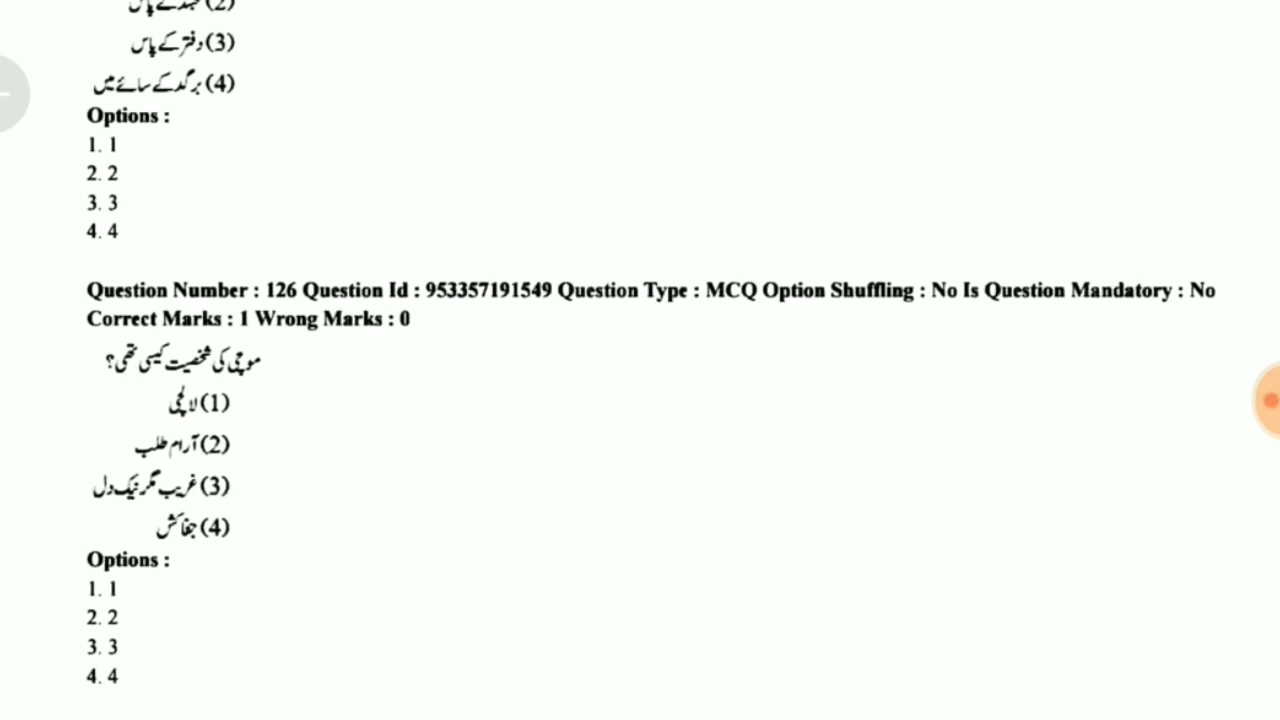 (3) دفتر کے پاس
(4) برگد کے سائے میں
Options :
1. 1
2. 2
3. 3
4. 4
Question Number : 126 Question Id : 953357191549 Question Type : MCQ Option Shuffling : No Is Question Mandatory : No
Correct Marks : 1 Wrong Marks : 0
موچی کی شخصیت کیسی تھی؟
(1) لالچی
(2) آرام طلب
(3) غریب مگر نیک دل
(4) جفاکش
Options :
1. 1
2. 2
3. 3
4. 4